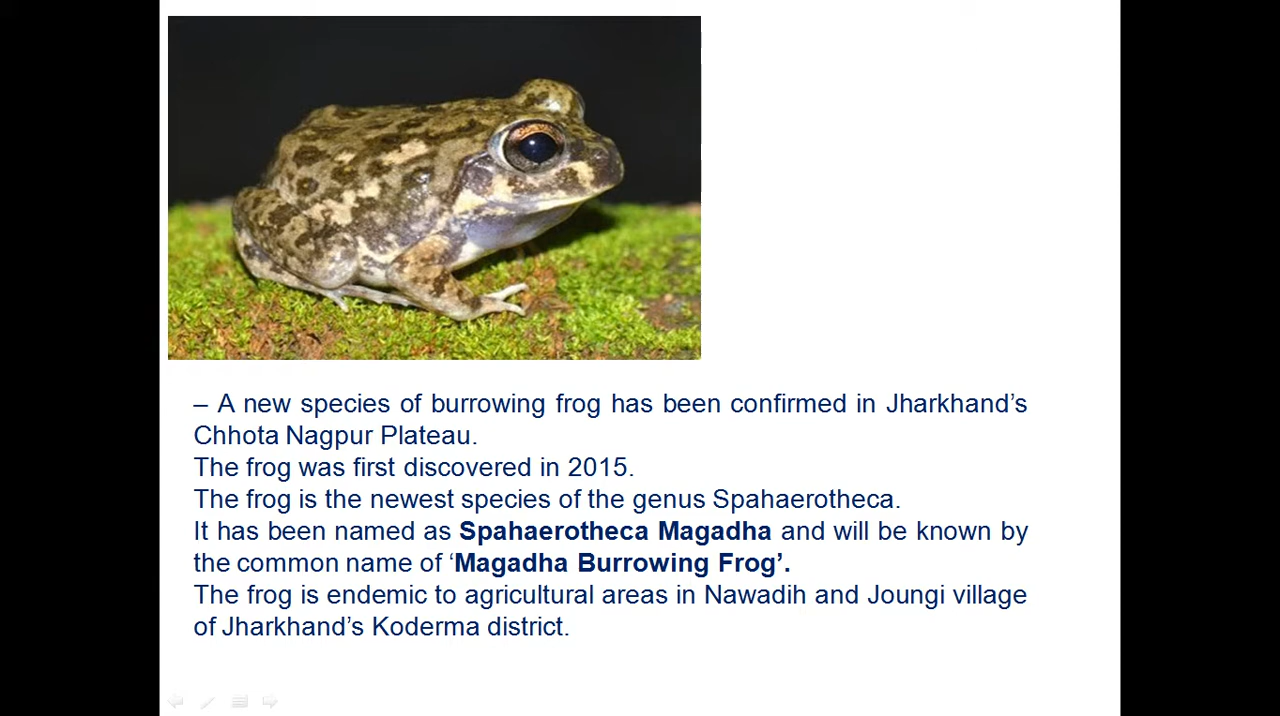 – A new species of burrowing frog has been confirmed in Jharkhand’s
Chhota Nagpur Plateau.
The frog was first discovered in 2015.
The frog is the newest species of the genus Spahaerotheca.
It has been named as Spahaerotheca Magadha and will be known by
the common name of ‘Magadha Burrowing Frog’.
The frog is endemic to agricultural areas in Nawadih and Joungi village
of Jharkhand’s Koderma district.